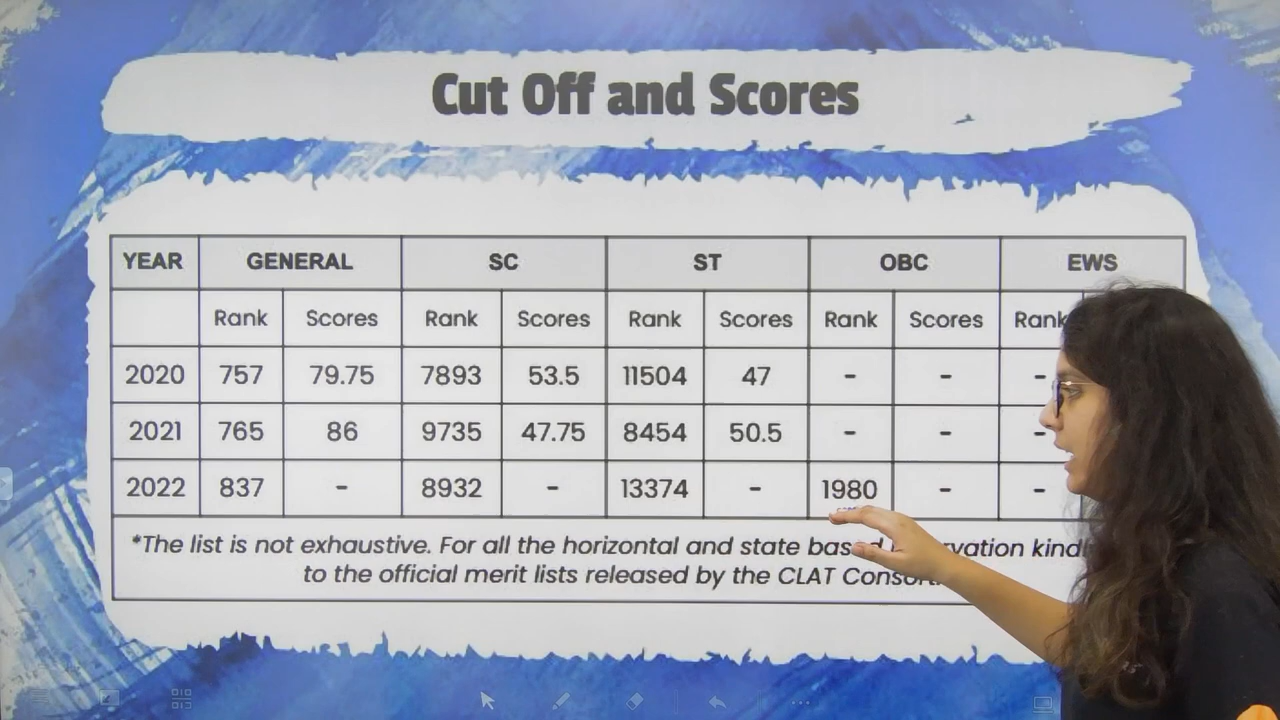 Cut Off and Scores
YEAR GENERAL SC ST OBC EWS
Rank Scores Rank Scores Rank Scores Rank Scores Rank
2020 757 79.75 7893 53.5 11504 47 - - -
2021 765 86 9735 47.75 8454 50.5 - - -
2022 837 - 8932 - 13374 - 1980 - -
*The list is not exhaustive. For all the horizontal and state based
to the official merit lists released by the CLAT